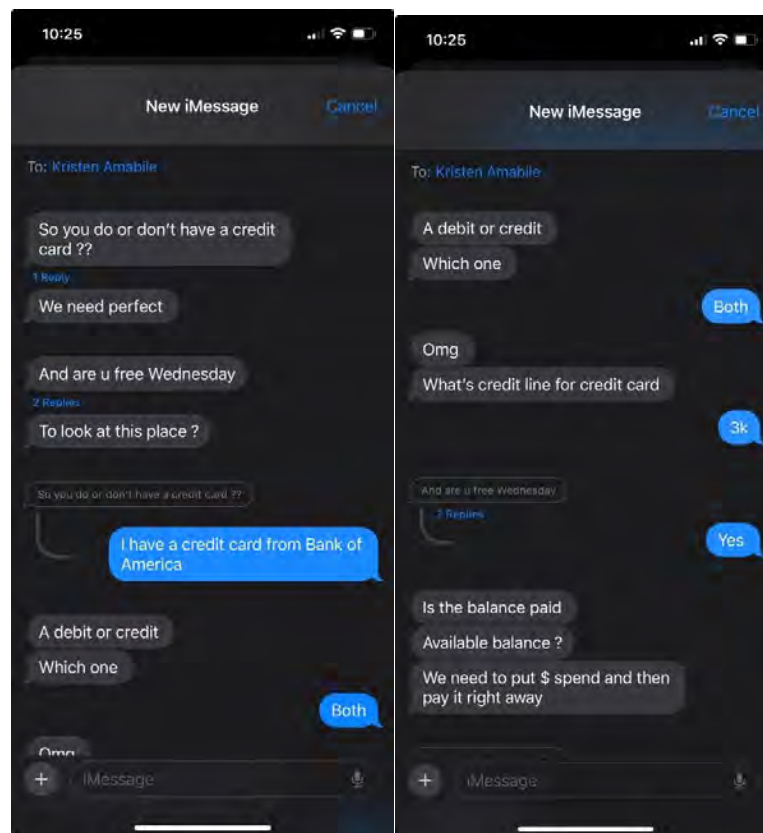 10:25
New iMessage
Cancel
To: Kristen Amabile
So you do or don't have a credit
card ??
1 Reply
We need perfect
And are u free Wednesday
2 Replies
To look at this place ?
So you do or don't have a credit card ??
I have a credit card from Bank of
America
A debit or credit
Which one
Both
Omg
iMessage
10:25
New iMessage
Cancel
To: Kristen Amabile
A debit or credit
Which one
Both
Omg
What's credit line for credit card
3k
And are u free Wednesday
2 Replies
Yes
Is the balance paid
Available balance ?
We need to put $ spend and then
pay it right away
iMessage